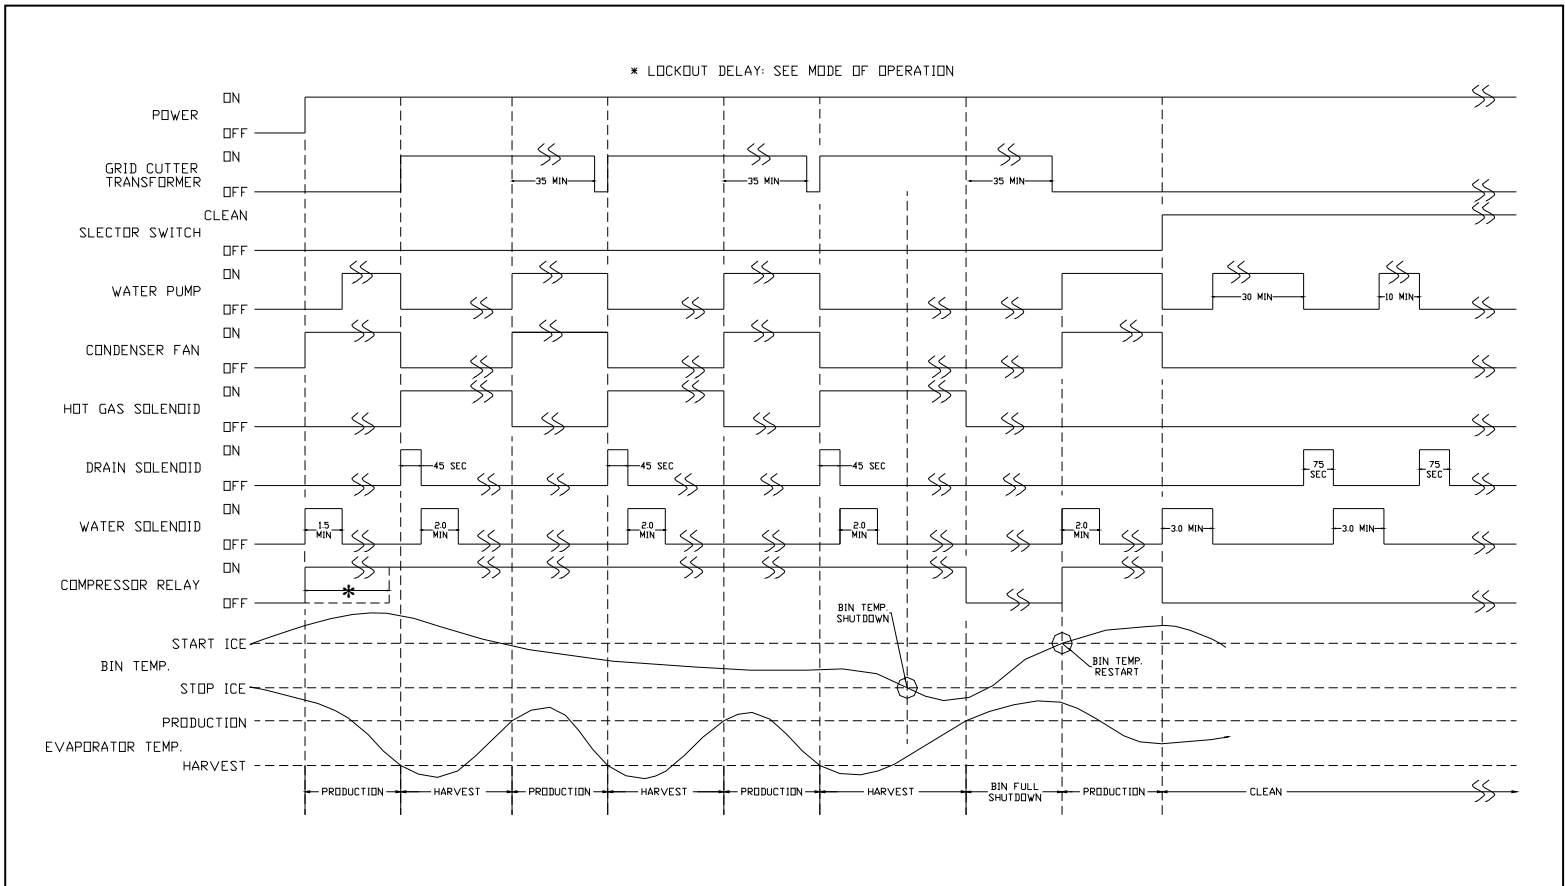 * LOCKOUT DELAY: SEE MODE OF OPERATION
POWER
ON
OFF
GRID CUTTER
TRANSFORMER
ON
OFF
35 MIN
35 MIN
35 MIN
SLECTOR SWITCH
CLEAN
OFF
WATER PUMP
ON
OFF
30 MIN
10 MIN
CONDENSER FAN
ON
OFF
HOT GAS SOLENOID
ON
OFF
DRAIN SOLENOID
ON
OFF
45 SEC
45 SEC
45 SEC
75
SEC
75
SEC
WATER SOLENOID
ON
OFF
1.5
MIN
2.0
MIN
2.0
MIN
2.0
MIN
2.0
MIN
3.0 MIN
3.0 MIN
COMPRESSOR RELAY
ON
OFF
*
BIN TEMP.
SHUTDOWN
BIN TEMP.
START ICE
STOP ICE
BIN TEMP.
RESTART
EVAPORATOR TEMP.
PRODUCTION
HARVEST
PRODUCTION
HARVEST
PRODUCTION
HARVEST
PRODUCTION
HARVEST
BIN FULL
SHUTDOWN
PRODUCTION
CLEAN